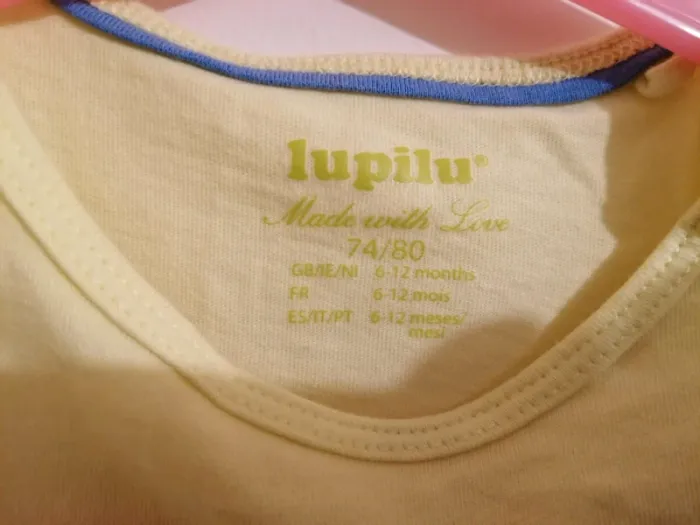 lupilu®
Made with Love
74/80
GB/IE/NI 6-12 months
FR 6-12 mois
ES/IT/PT 6-12 meses/
mesi